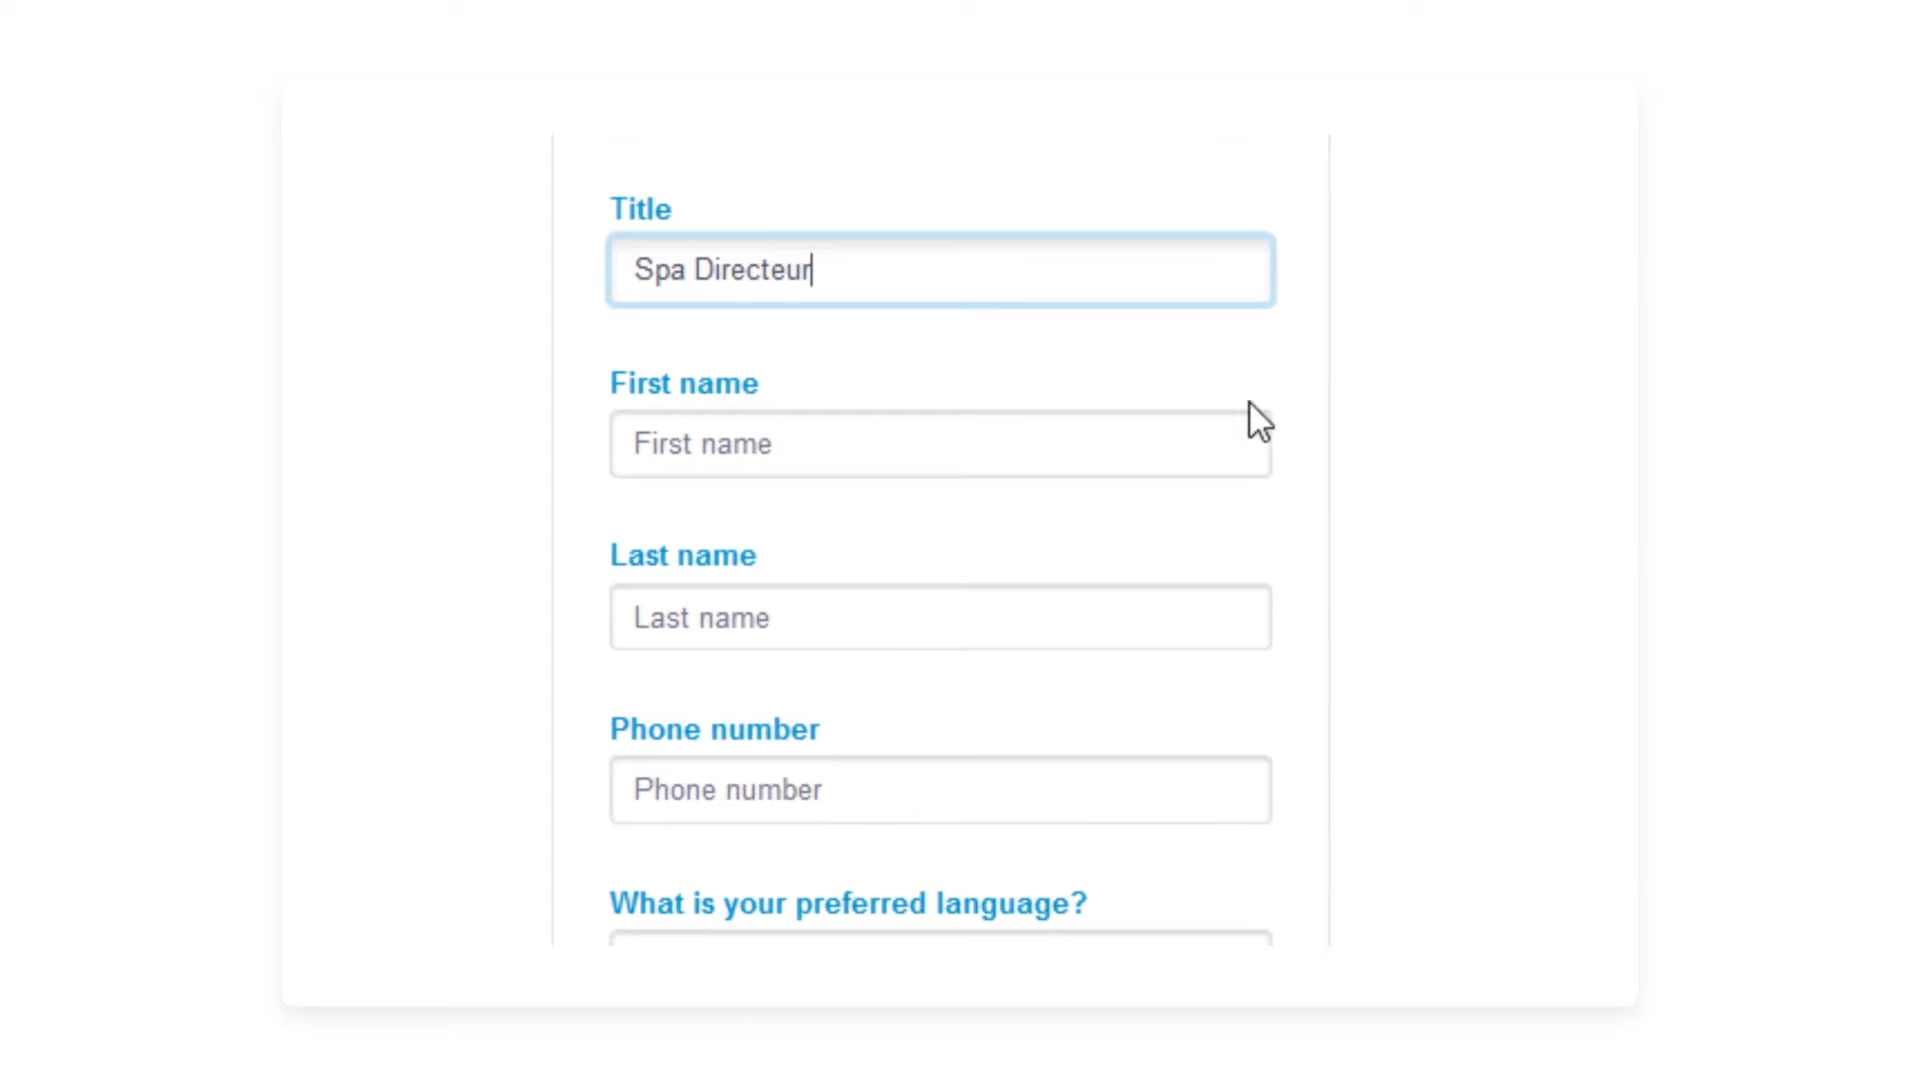 Title
Spa Directeur
First name
First name
Last name
Last name
Phone number
Phone number
What is your preferred language?